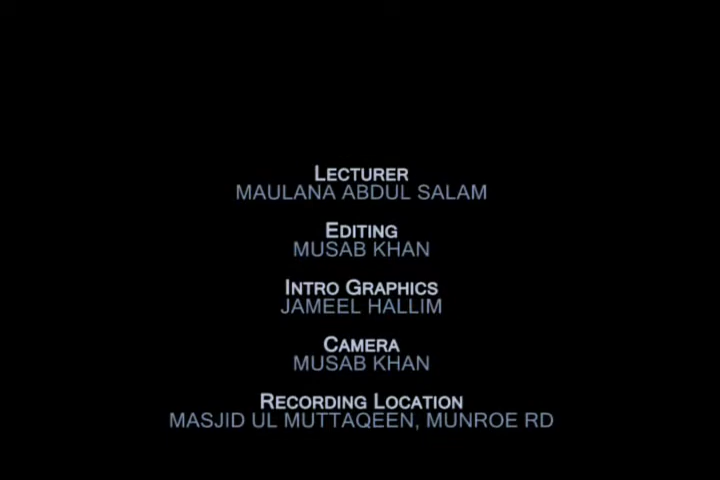 LECTURER
MAULANA ABDUL SALAM
EDITING
MUSAB KHAN
INTRO GRAPHICS
JAMEEL HALLIM
CAMERA
MUSAB KHAN
RECORDING LOCATION
MASJID UL MUTTAQEEN, MUNROE RD